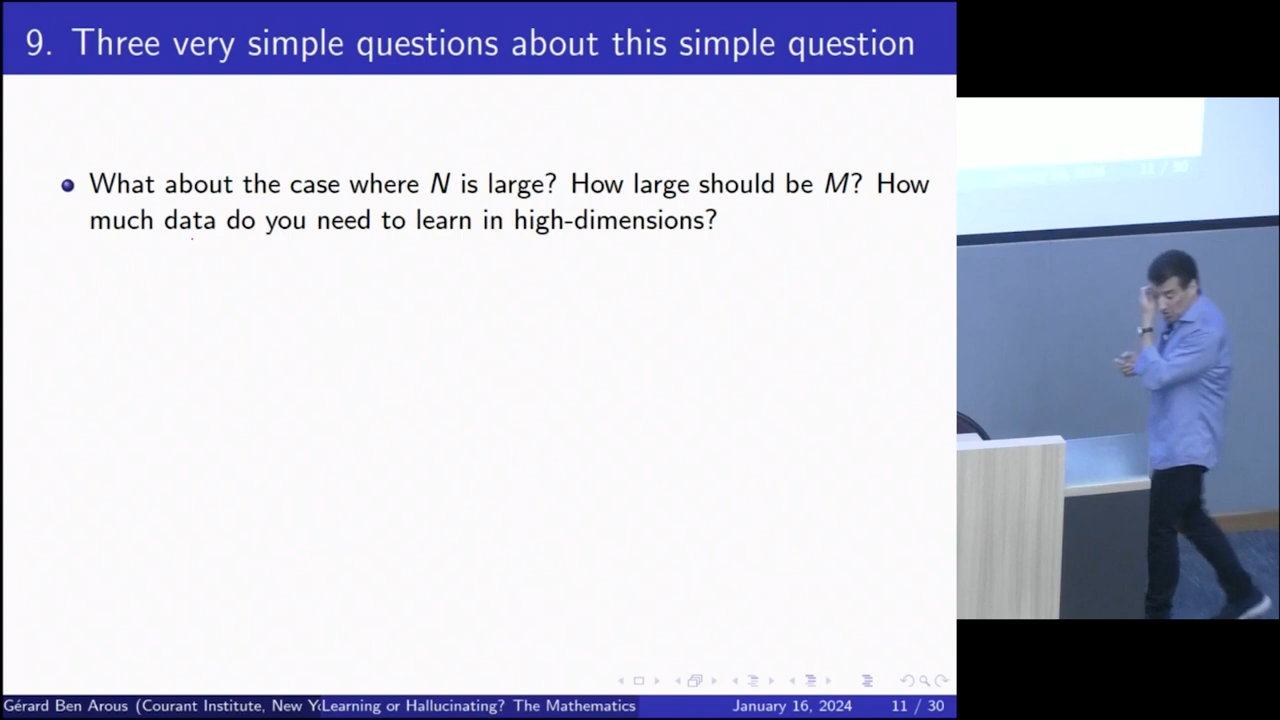 9. Three very simple questions about this simple question
What about the case where N is large? How large should be M? How
much data do you need to learn in high-dimensions?
Gérard Ben Arous (Courant Institute, New Y Learning or Hallucinating? The Mathematics January 16, 2024 11 / 30
11 / 30